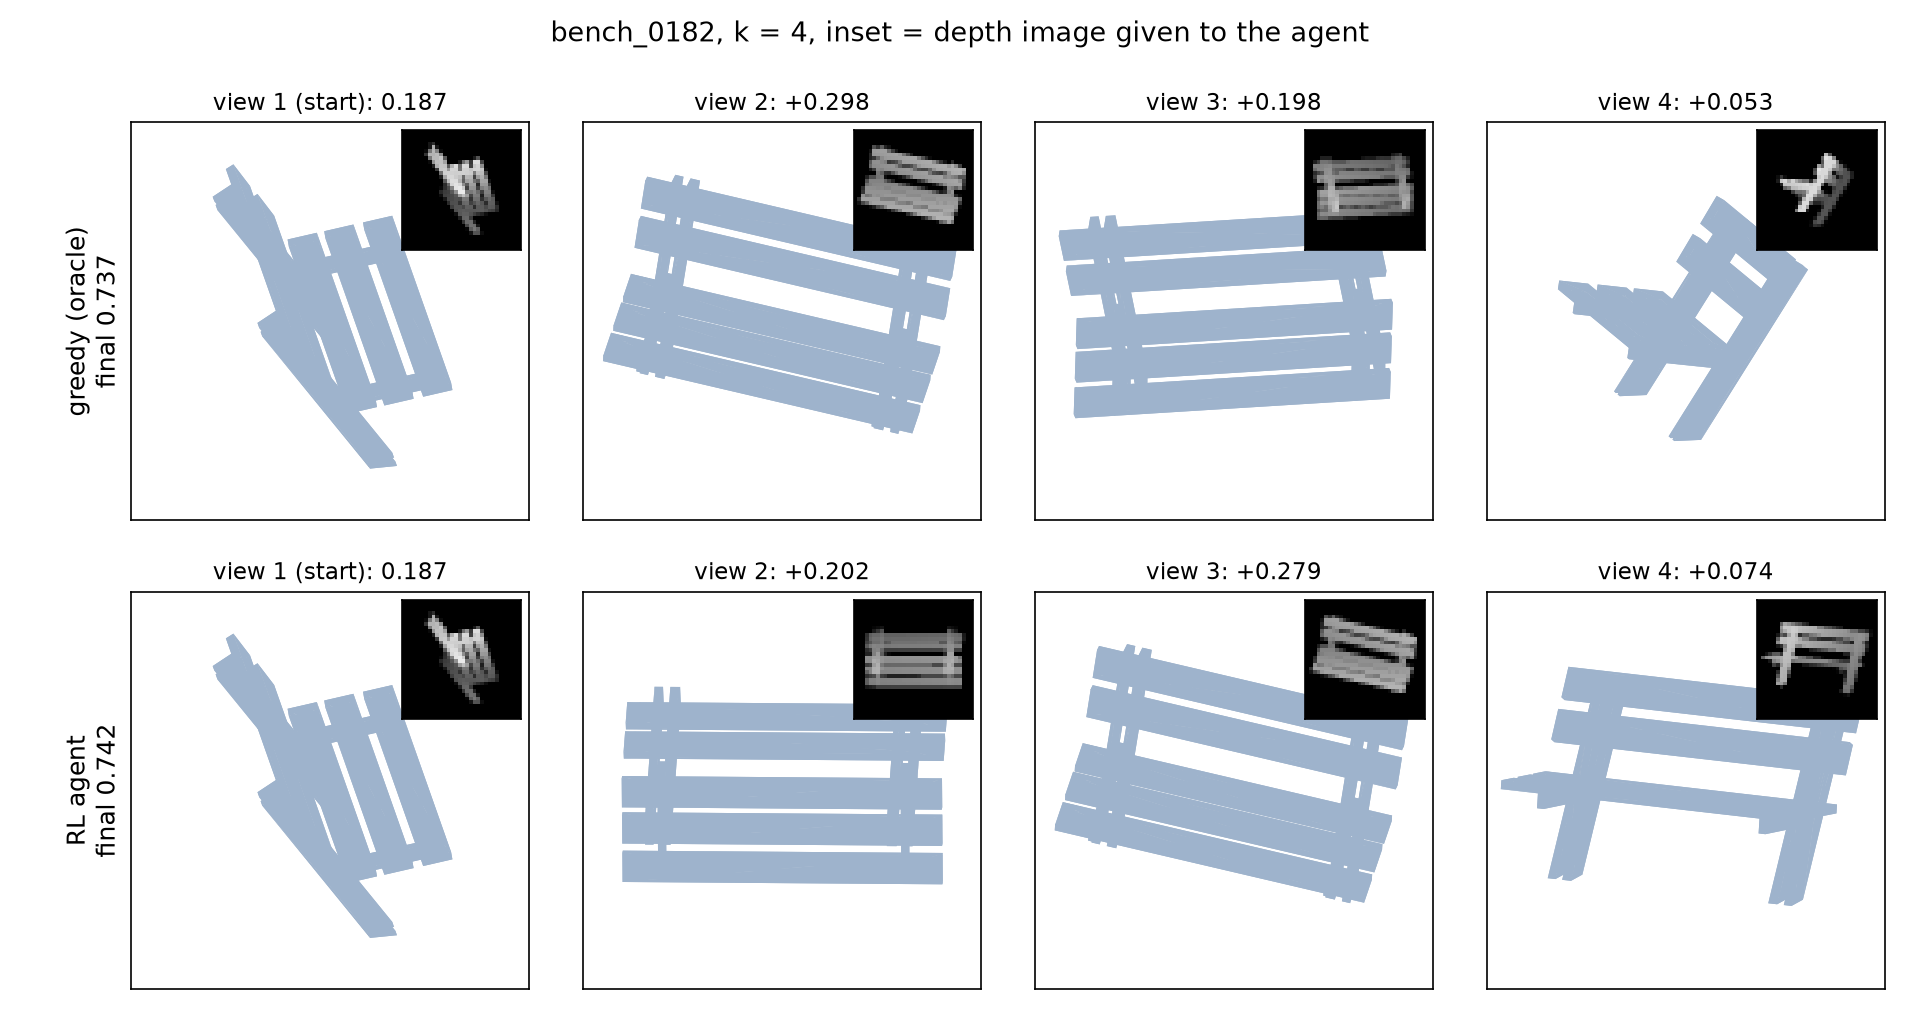 bench_0182, k = 4, inset = depth image given to the agent
greedy (oracle)
final 0.737
view 1 (start): 0.187
view 2: +0.298
view 3: +0.198
view 4: +0.053
RL agent
final 0.742
view 1 (start): 0.187
view 2: +0.202
view 3: +0.279
view 4: +0.074